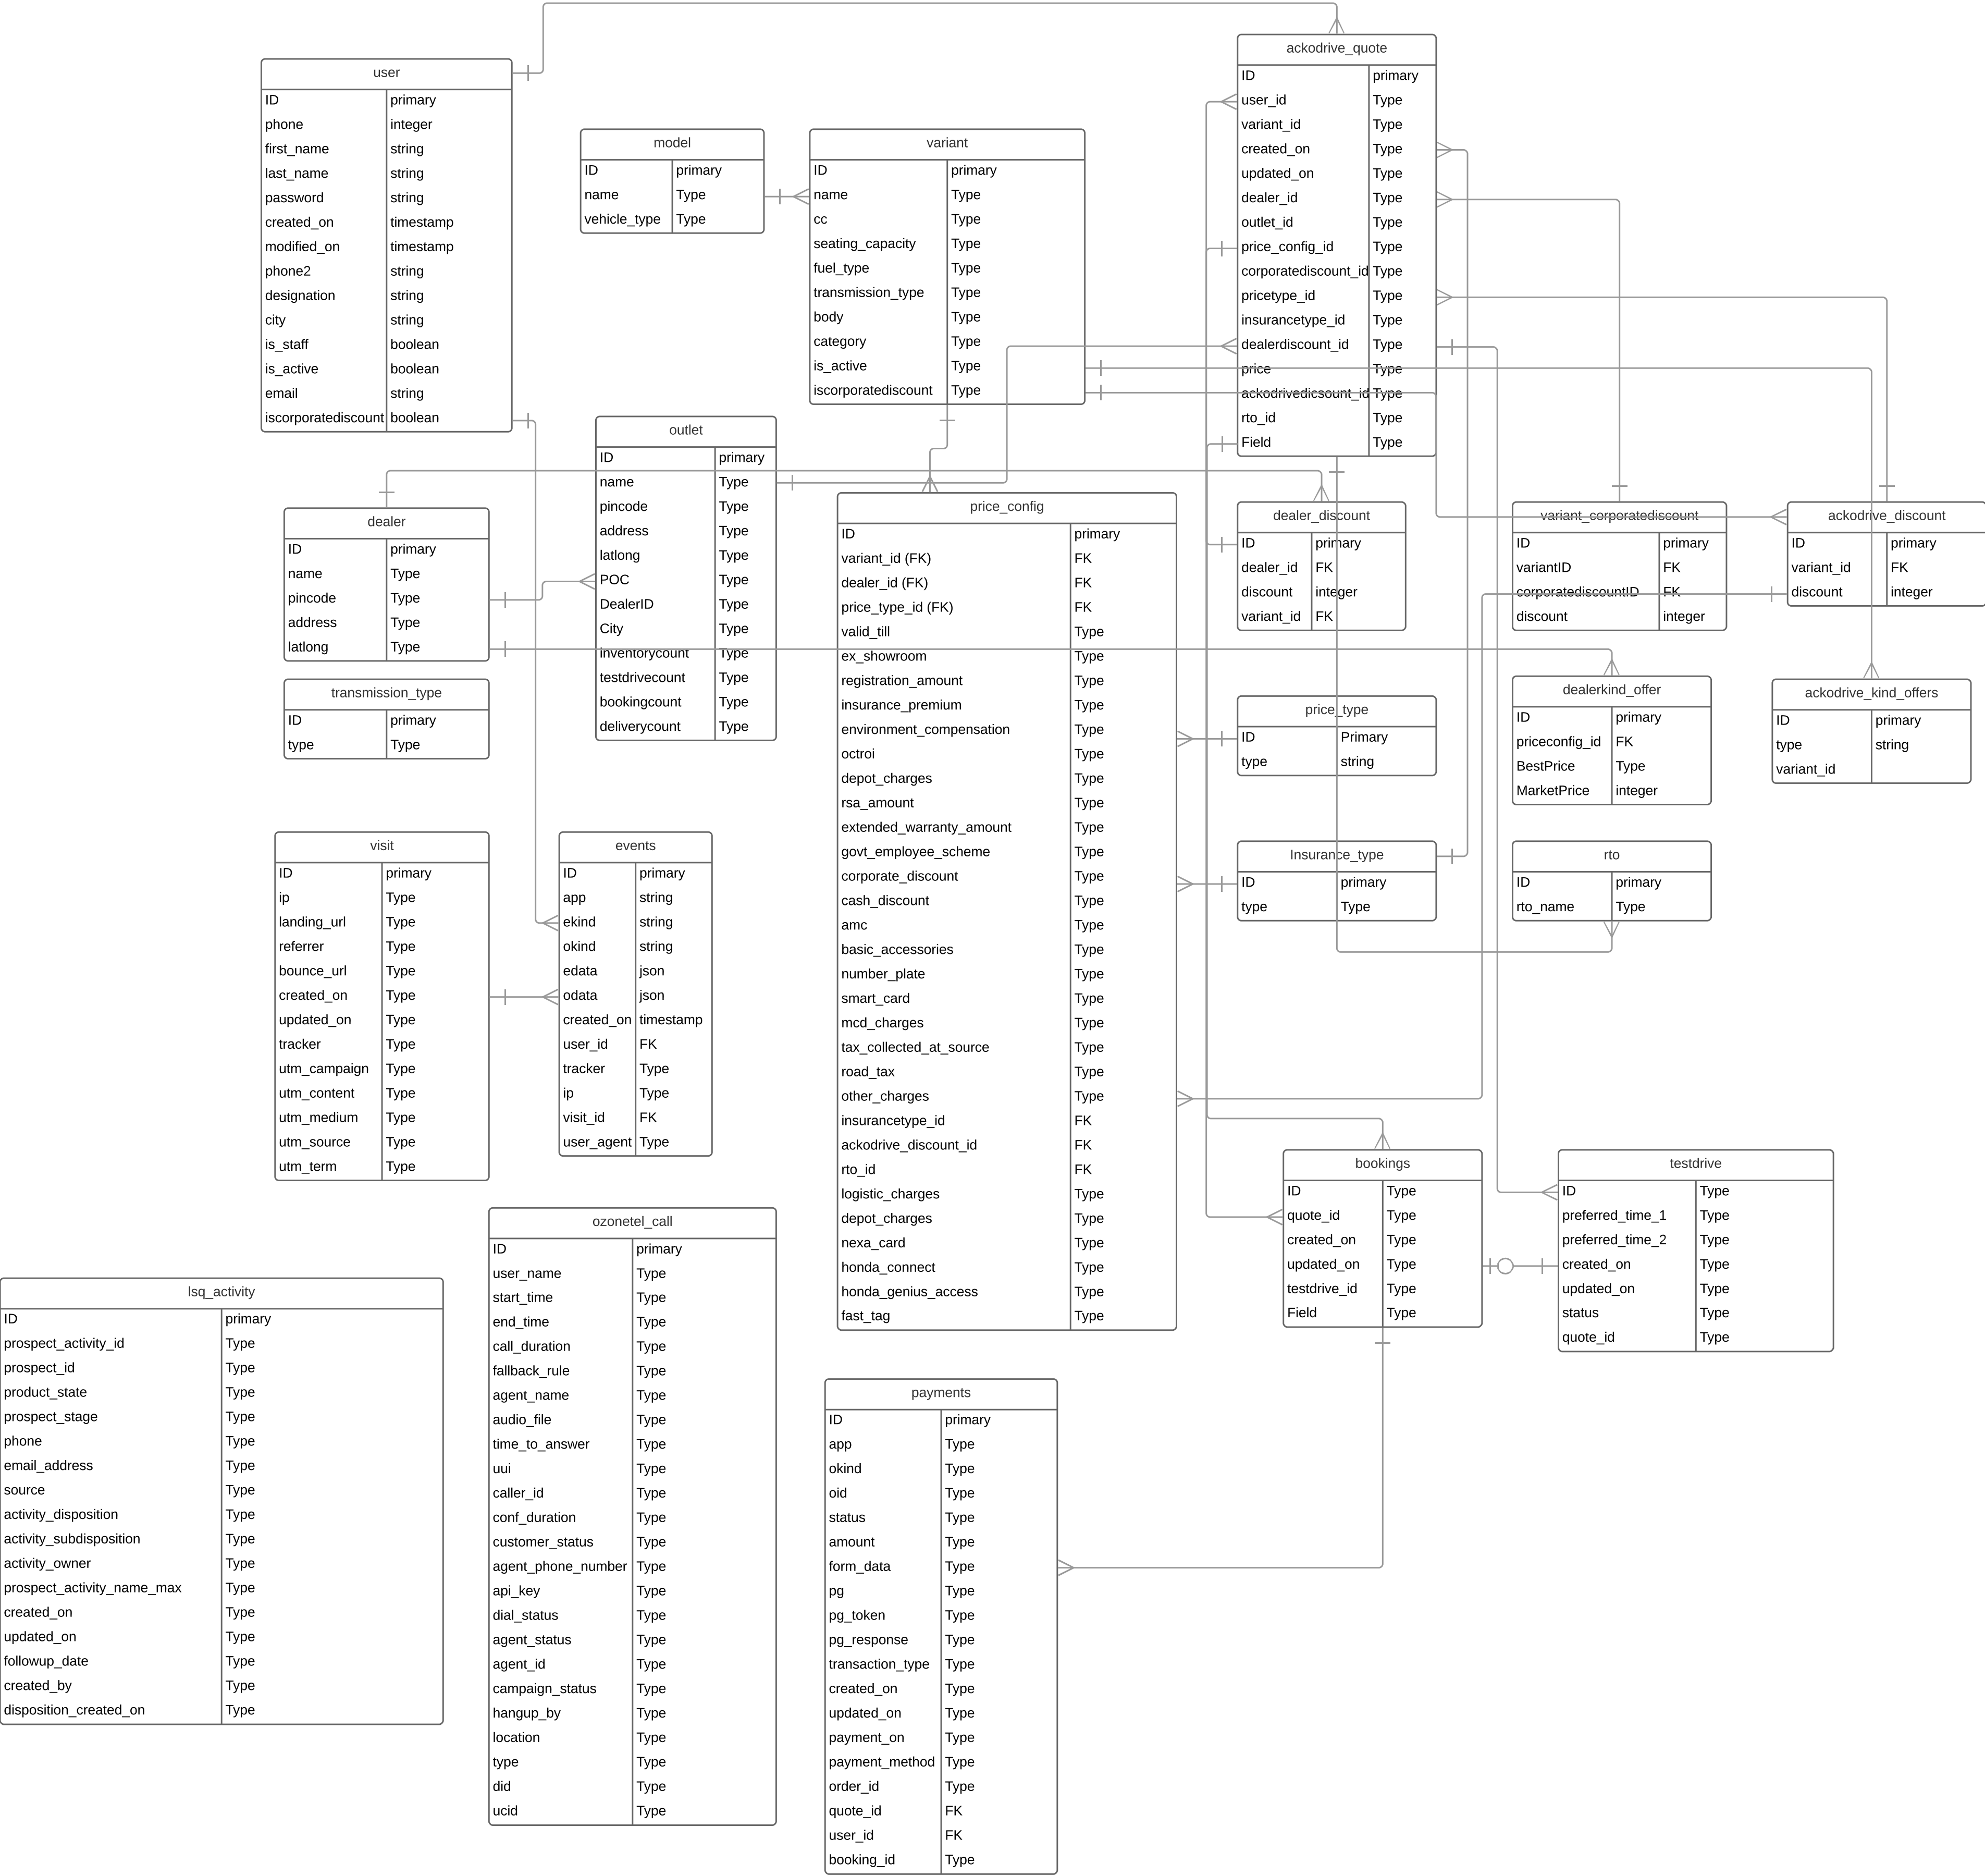 ackodrive_quote
ID primary
user_id Type
variant_id Type
created_on Type
updated_on Type
dealer_id Type
outlet_id Type
price_config_id Type
corporatediscount_id Type
pricetype_id Type
insurancetype_id Type
dealerdiscount_id Type
price Type
ackodrivedicsount_id Type
rto_id Type
Field Type
user
ID primary
phone integer
first_name string
last_name string
password string
created_on timestamp
modified_on timestamp
phone2 string
designation string
city string
is_staff boolean
is_active boolean
email string
iscorporatediscount boolean
model
ID primary
name Type
vehicle_type Type
variant
ID primary
name Type
cc Type
seating_capacity Type
fuel_type Type
transmission_type Type
body Type
category Type
is_active Type
iscorporatediscount Type
outlet
ID primary
name Type
pincode Type
address Type
latlong Type
POC Type
DealerID Type
City Type
inventorycount Type
testdrivecount Type
bookingcount Type
deliverycount Type
dealer
ID primary
name Type
pincode Type
address Type
latlong Type
transmission_type
ID primary
type Type
price_config
ID primary
variant_id (FK) FK
dealer_id (FK) FK
price_type_id (FK) FK
valid_till Type
ex_showroom Type
registration_amount Type
insurance_premium Type
environment_compensation Type
octroi Type
depot_charges Type
rsa_amount Type
extended_warranty_amount Type
govt_employee_scheme Type
corporate_discount Type
cash_discount Type
amc Type
basic_accessories Type
number_plate Type
smart_card Type
mcd_charges Type
tax_collected_at_source Type
road_tax Type
other_charges Type
insurancetype_id FK
ackodrive_discount_id FK
rto_id FK
logistic_charges Type
depot_charges Type
nexa_card Type
honda_connect Type
honda_genius_access Type
fast_tag Type
dealer_discount
ID primary
dealer_id FK
discount integer
variant_id FK
variant_corporatediscount
ID primary
variantID FK
corporatediscountID FK
discount integer
ackodrive_discount
ID primary
variant_id FK
discount integer
price_type
ID Primary
type string
dealerkind_offer
ID primary
priceconfig_id FK
BestPrice Type
MarketPrice integer
ackodrive_kind_offers
ID primary
type string
variant_id
Insurance_type
ID primary
type Type
rto
ID primary
rto_name Type
visit
ID primary
ip Type
landing_url Type
referrer Type
bounce_url Type
created_on Type
updated_on Type
tracker Type
utm_campaign Type
utm_content Type
utm_medium Type
utm_source Type
utm_term Type
events
ID primary
app string
ekind string
okind string
edata json
odata json
created_on timestamp
user_id FK
tracker Type
ip Type
visit_id FK
user_agent Type
bookings
ID Type
quote_id Type
created_on Type
updated_on Type
testdrive_id Type
Field Type
testdrive
ID Type
preferred_time_1 Type
preferred_time_2 Type
created_on Type
updated_on Type
status Type
quote_id Type
lsq_activity
ID primary
prospect_activity_id Type
prospect_id Type
product_state Type
prospect_stage Type
phone Type
email_address Type
source Type
activity_disposition Type
activity_subdisposition Type
activity_owner Type
prospect_activity_name_max Type
created_on Type
updated_on Type
followup_date Type
created_by Type
disposition_created_on Type
ozonetel_call
ID primary
user_name Type
start_time Type
end_time Type
call_duration Type
fallback_rule Type
agent_name Type
audio_file Type
time_to_answer Type
uui Type
caller_id Type
conf_duration Type
customer_status Type
agent_phone_number Type
api_key Type
dial_status Type
agent_status Type
agent_id Type
campaign_status Type
hangup_by Type
location Type
type Type
did Type
ucid Type
payments
ID primary
app Type
okind Type
oid Type
status Type
amount Type
form_data Type
pg Type
pg_token Type
pg_response Type
transaction_type Type
created_on Type
updated_on Type
payment_on Type
payment_method Type
order_id Type
quote_id FK
user_id FK
booking_id Type